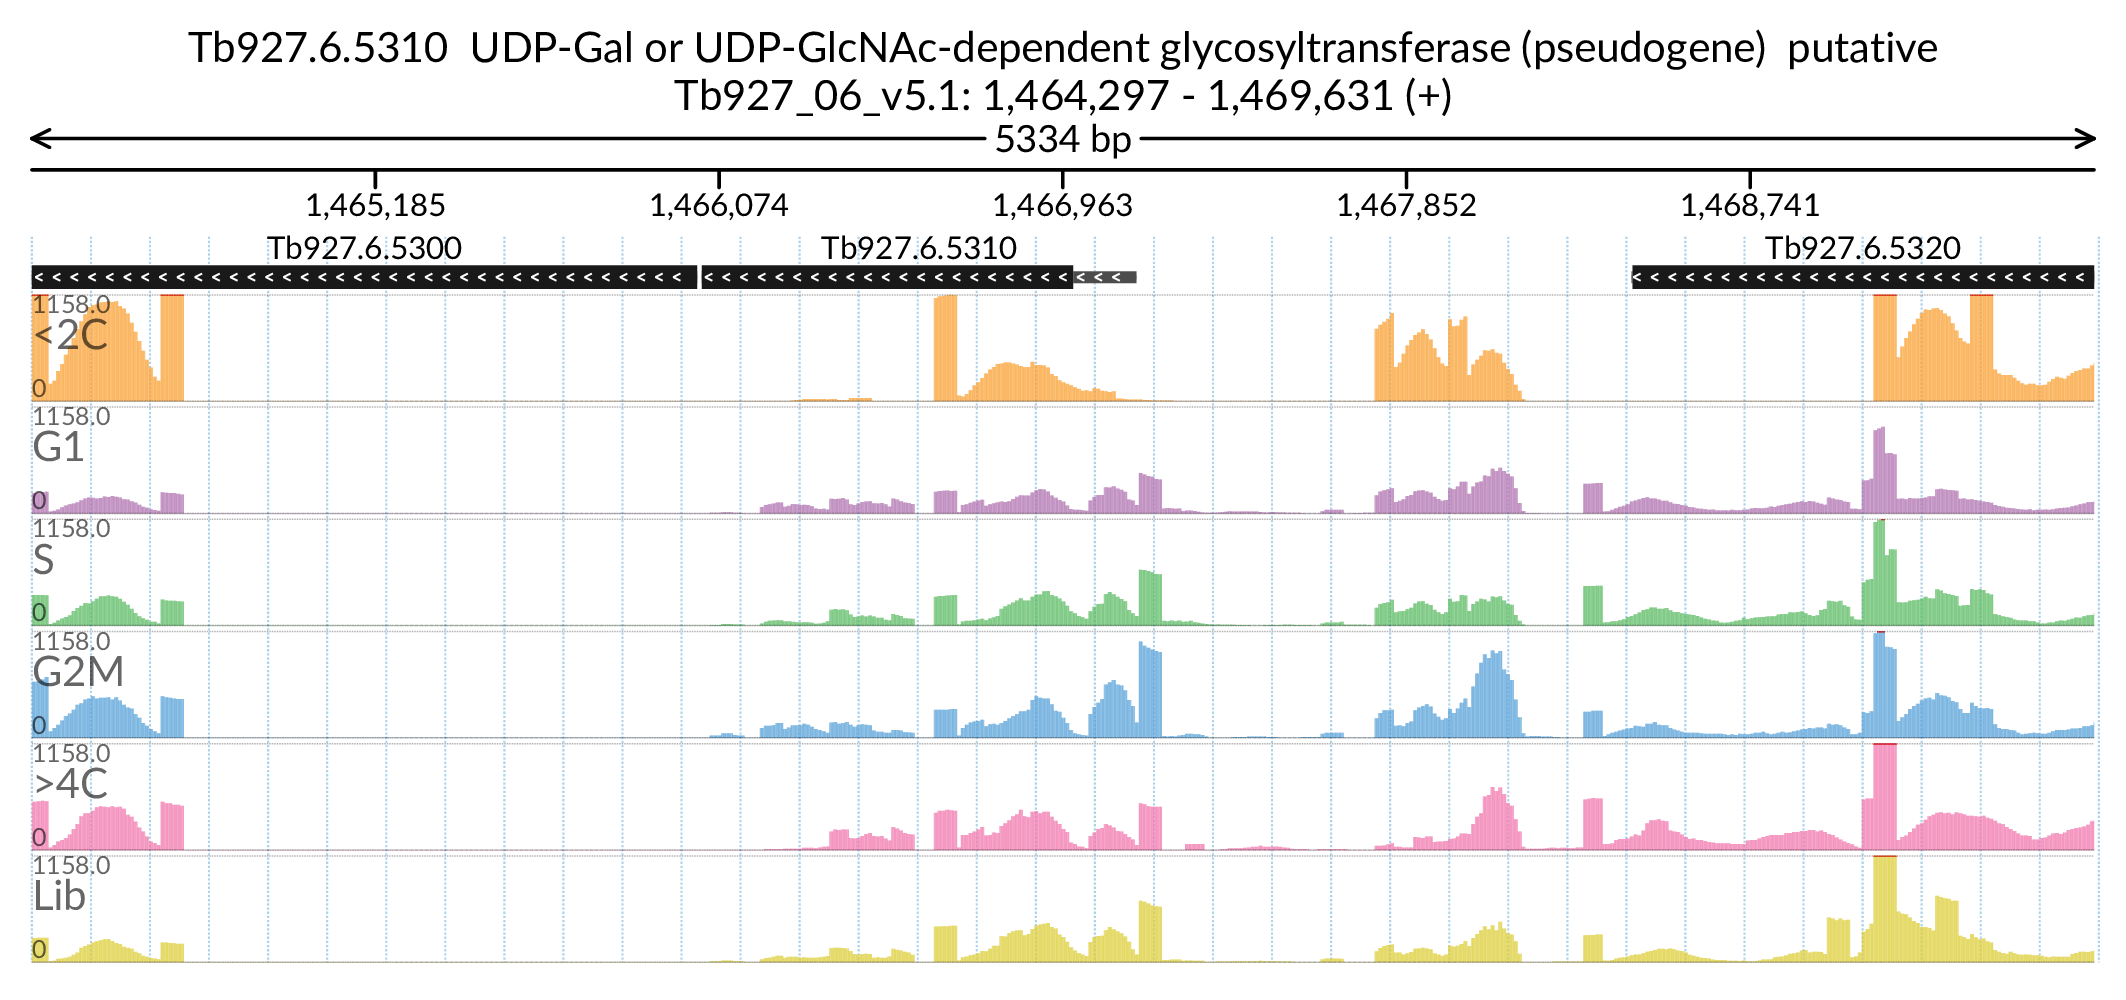 Tb927.6.5310  UDP-Gal or UDP-GlcNAc-dependent glycosyltransferase (pseudogene)  putative
Tb927_06_v5.1: 1,464,297 - 1,469,631 (+)
5334 bp
1,465,185 1,466,074 1,466,963 1,467,852 1,468,741
Tb927.6.5300 Tb927.6.5310 Tb927.6.5320
1158.0
<2C
0
1158.0
G1
0
1158.0
S
0
1158.0
G2M
0
1158.0
>4C
0
1158.0
Lib
0